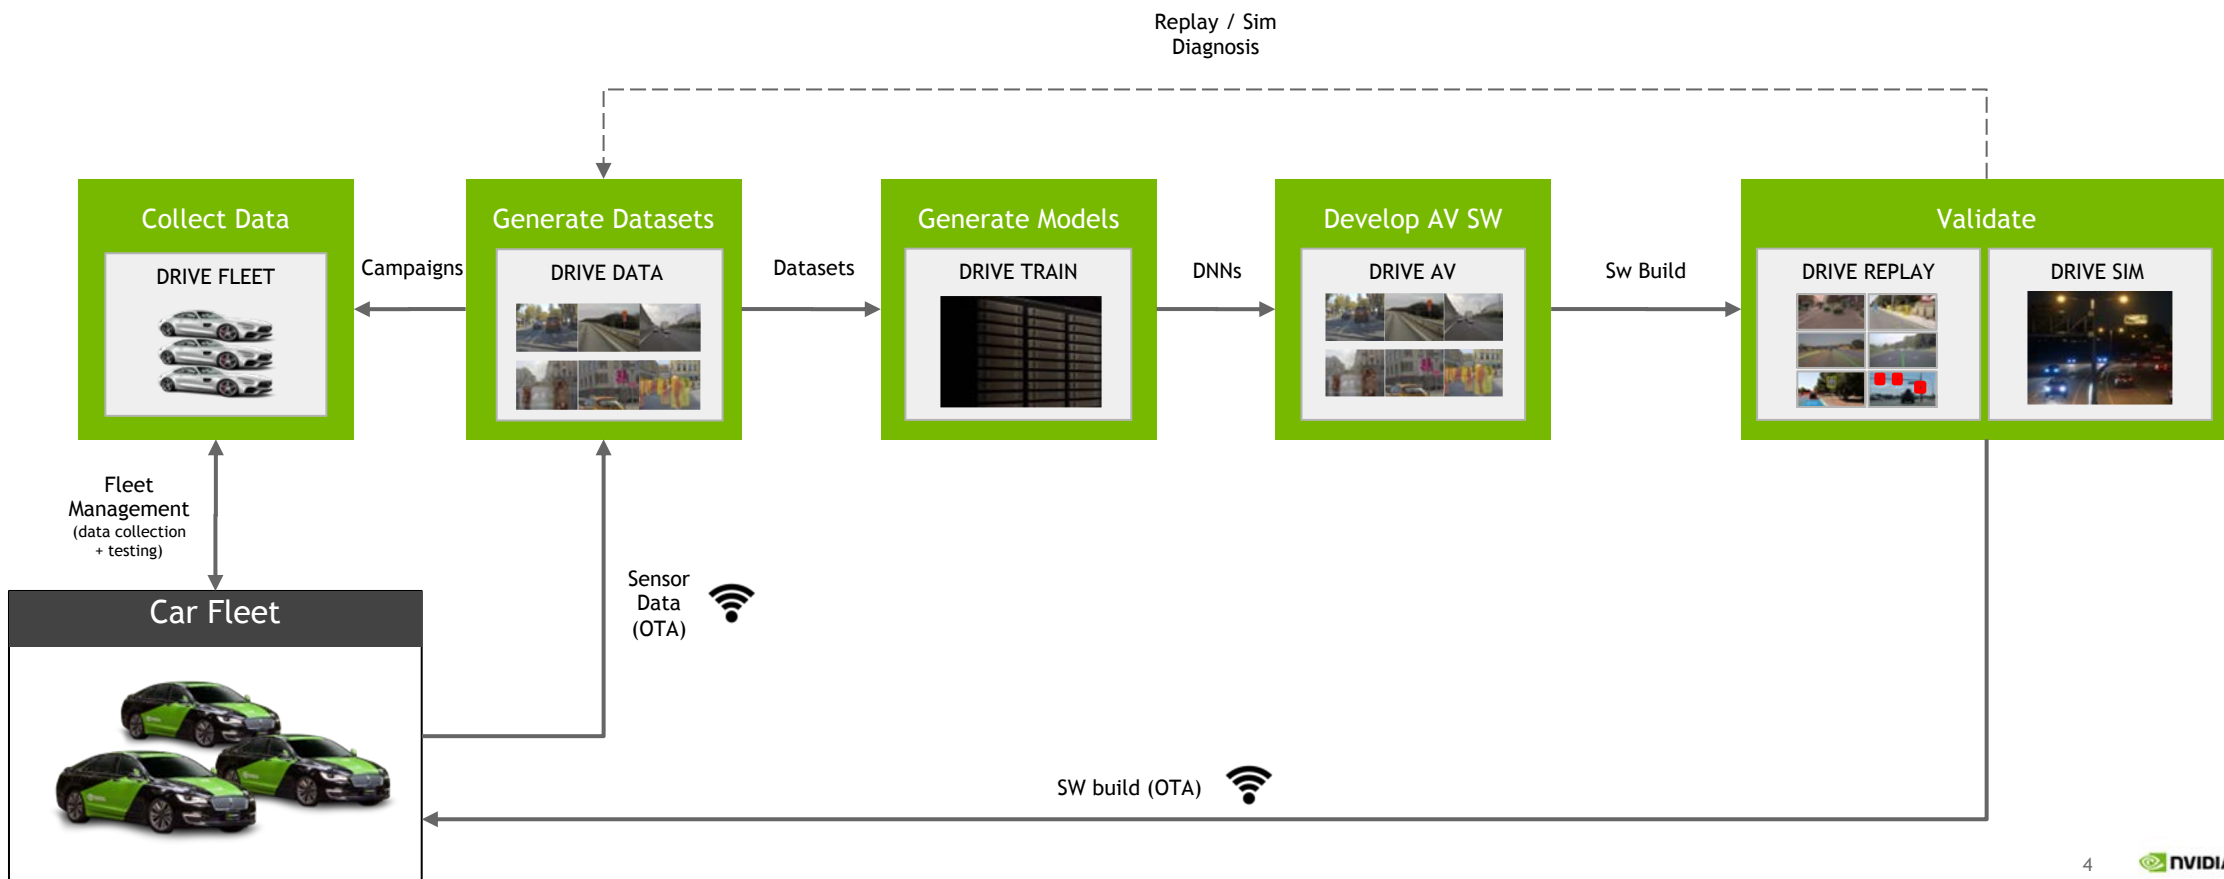 Replay / Sim
Diagnosis
Collect Data
DRIVE FLEET
Campaigns
Generate Datasets
DRIVE DATA
Datasets
Generate Models
DRIVE TRAIN
DNNs
Develop AV SW
DRIVE AV
Sw Build
Validate
DRIVE REPLAY
DRIVE SIM
Fleet
Management
(data collection
+ testing)
Sensor
Data
(OTA)
Car Fleet
SW build (OTA)
4
NVIDIA